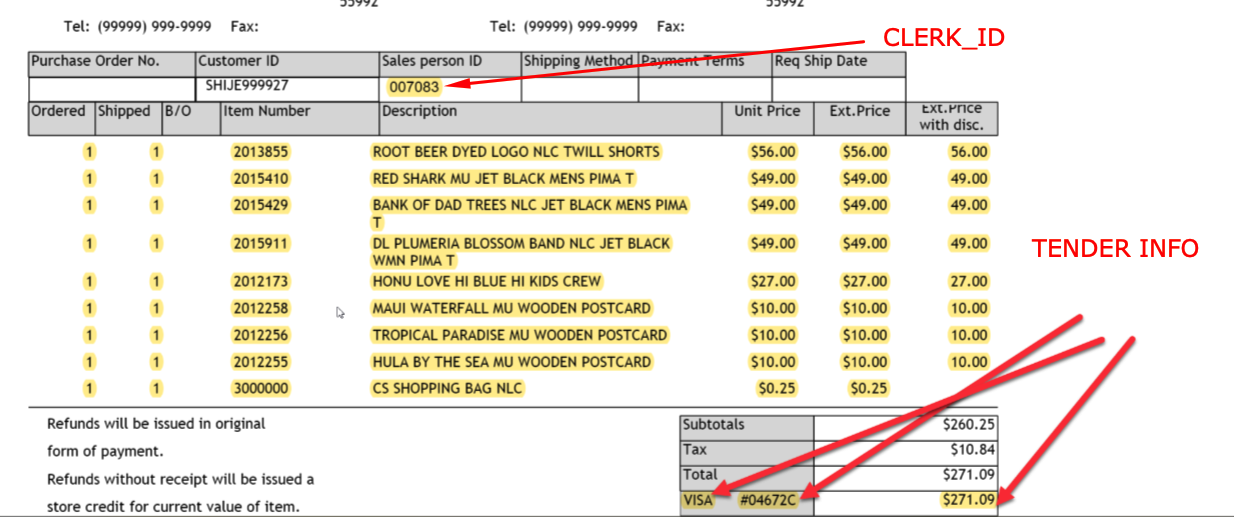 55992 55992
Tel: (99999) 999-9999 Fax: Tel: (99999) 999-9999 Fax:
CLERK_ID
Purchase Order No. Customer ID Sales person ID Shipping Method Payment Terms Req Ship Date
SHIJE999927 007083
Ordered Shipped B/O Item Number Description Unit Price Ext.Price Ext.Price
with disc.
1 1 2013855 ROOT BEER DYED LOGO NLC TWILL SHORTS $56.00 $56.00 56.00
1 1 2015410 RED SHARK MU JET BLACK MENS PIMA T $49.00 $49.00 49.00
1 1 2015429 BANK OF DAD TREES NLC JET BLACK MENS PIMA $49.00 $49.00 49.00
T
1 1 2015911 DL PLUMERIA BLOSSOM BAND NLC JET BLACK $49.00 $49.00 49.00
WMN PIMA T
TENDER INFO
1 1 2012173 HONU LOVE HI BLUE HI KIDS CREW $27.00 $27.00 27.00
1 1 2012258 MAUI WATERFALL MU WOODEN POSTCARD $10.00 $10.00 10.00
1 1 2012256 TROPICAL PARADISE MU WOODEN POSTCARD $10.00 $10.00 10.00
1 1 2012255 HULA BY THE SEA MU WOODEN POSTCARD $10.00 $10.00 10.00
1 1 3000000 CS SHOPPING BAG NLC $0.25 $0.25
Refunds will be issued in original
form of payment.
Refunds without receipt will be issued a
store credit for current value of item.
Subtotals $260.25
Tax $10.84
Total $271.09
VISA #04672C $271.09